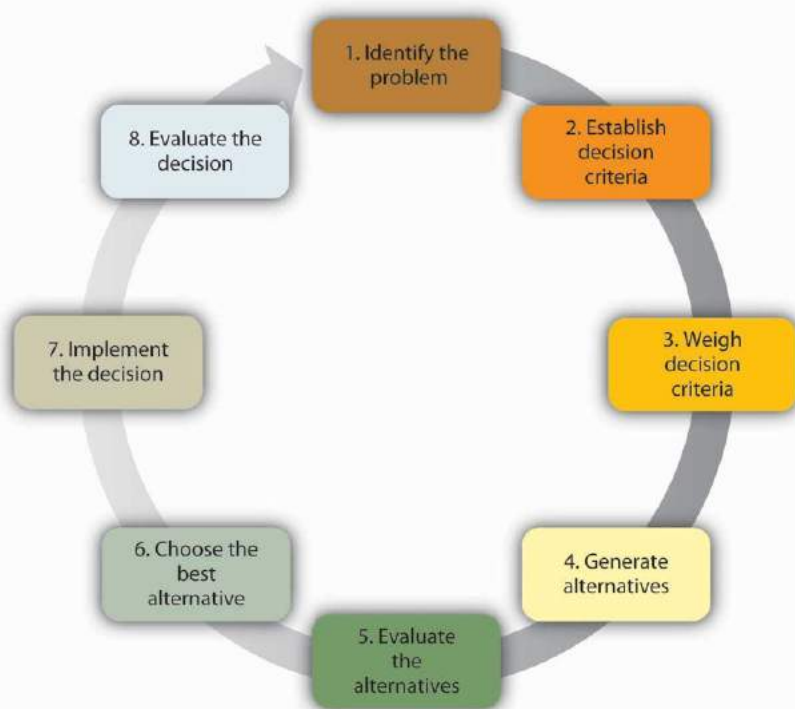 1. Identify the
problem
2. Establish
decision
criteria
3. Weigh
decision
criteria
4. Generate
alternatives
5. Evaluate
the
alternatives
6. Choose the
best
alternative
7. Implement
the decision
8. Evaluate the
decision